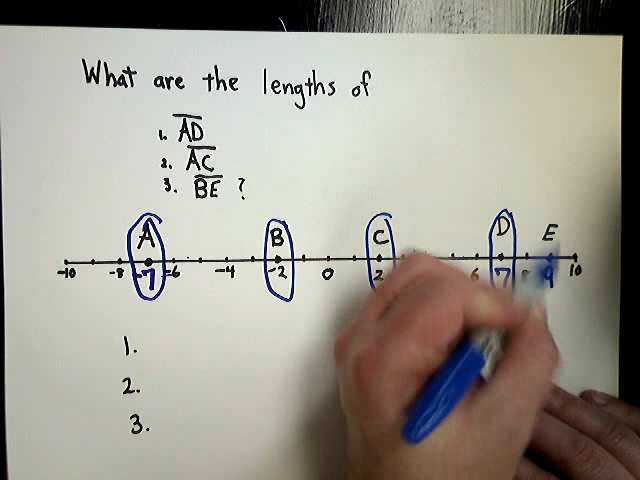 What are the lengths of
1. AD
2. AC
3. BE ?
A B C D E
-10 -8 -7 -6 -4 -2 0 2 6 7 8 9 10
1.
2.
3.